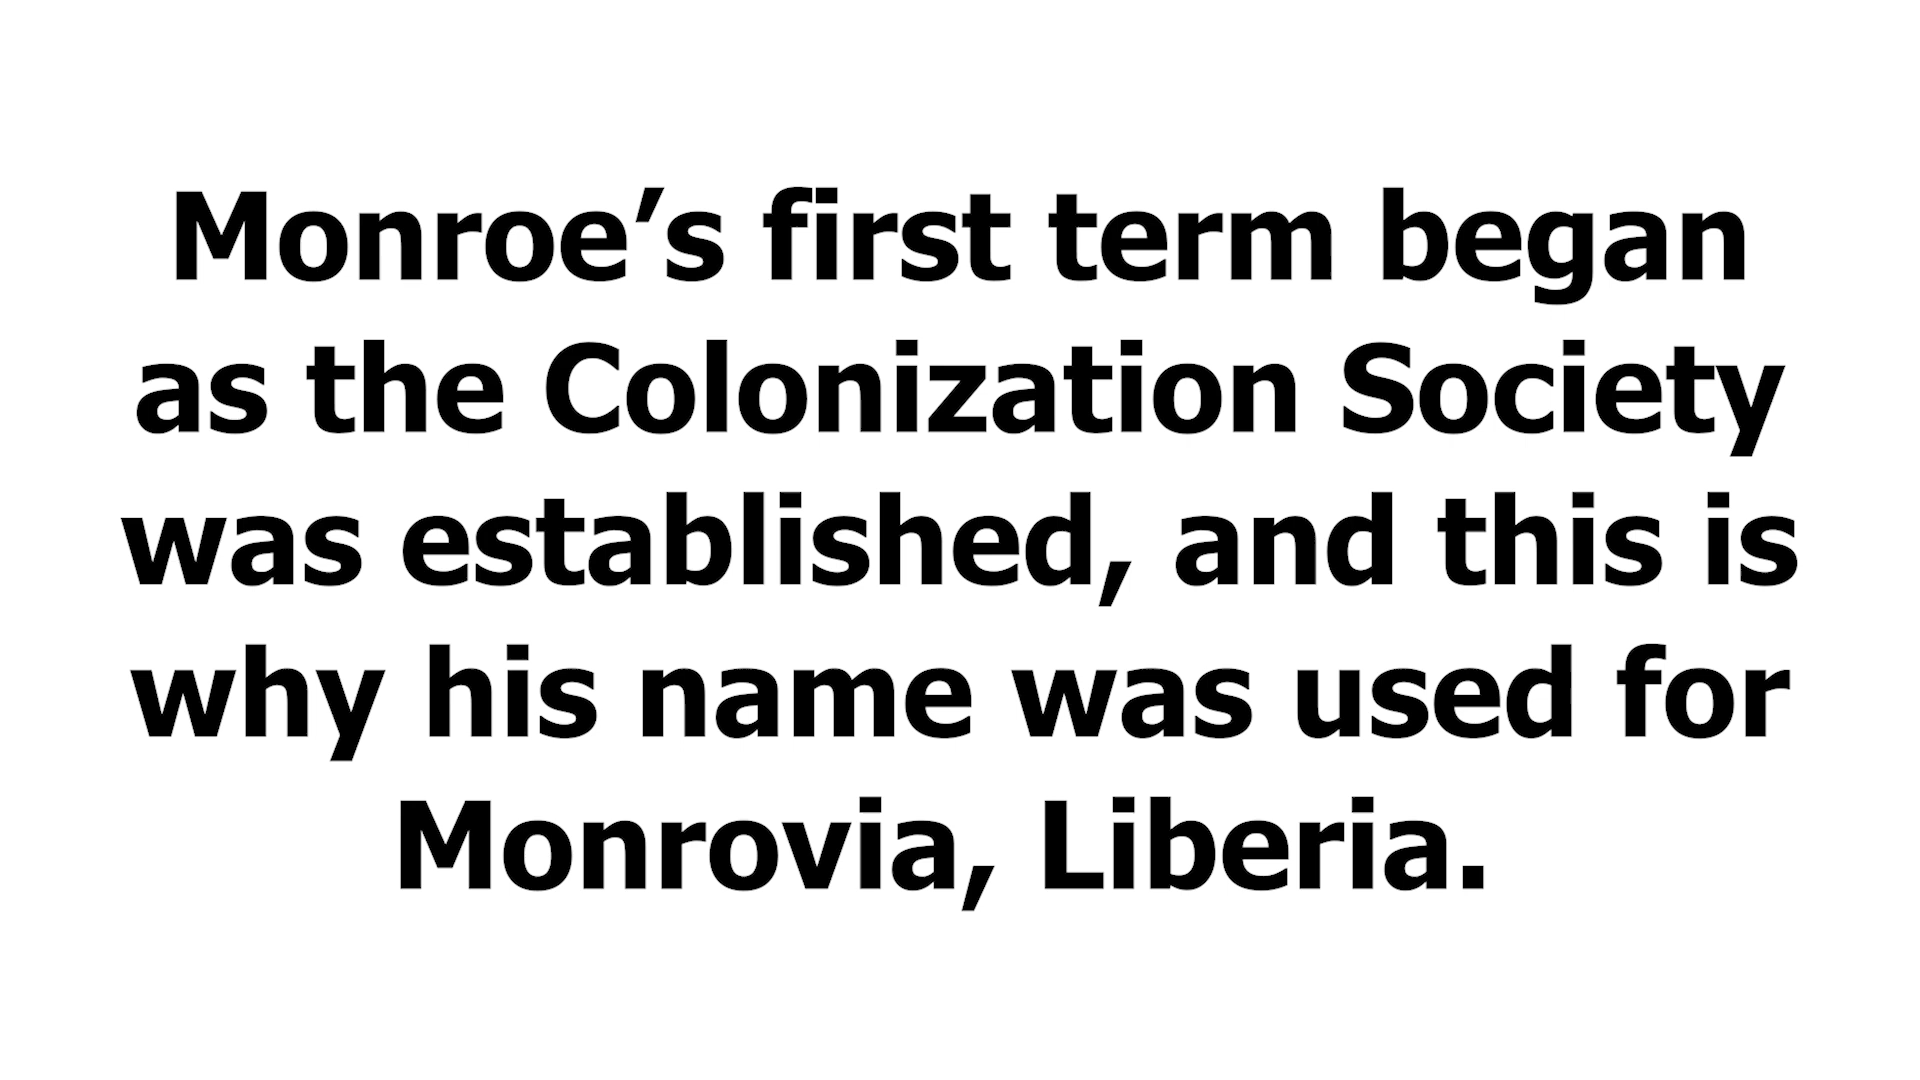 Monroe’s first term began
as the Colonization Society
was established, and this is
why his name was used for
Monrovia, Liberia.